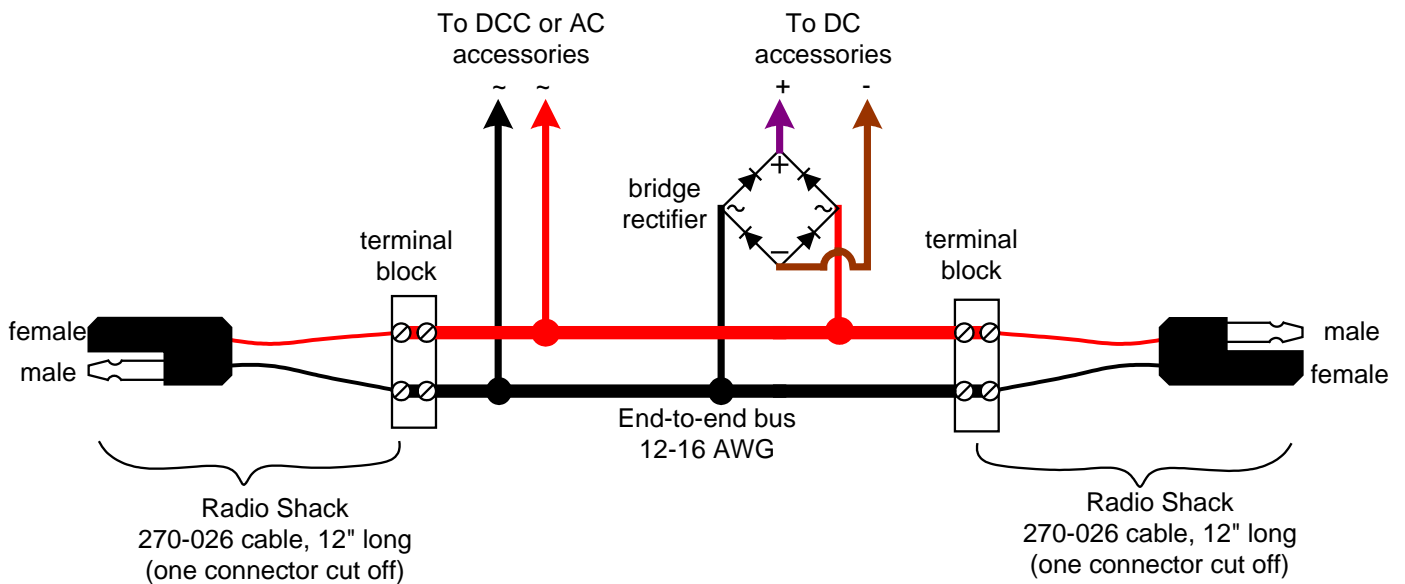 To DCC or AC
accessories
~ ~
To DC
accessories
+ -
bridge
rectifier
+
~ ~
−
terminal
block
terminal
block
female
male
male
female
End-to-end bus
12-16 AWG
Radio Shack
270-026 cable, 12" long
(one connector cut off)
Radio Shack
270-026 cable, 12" long
(one connector cut off)